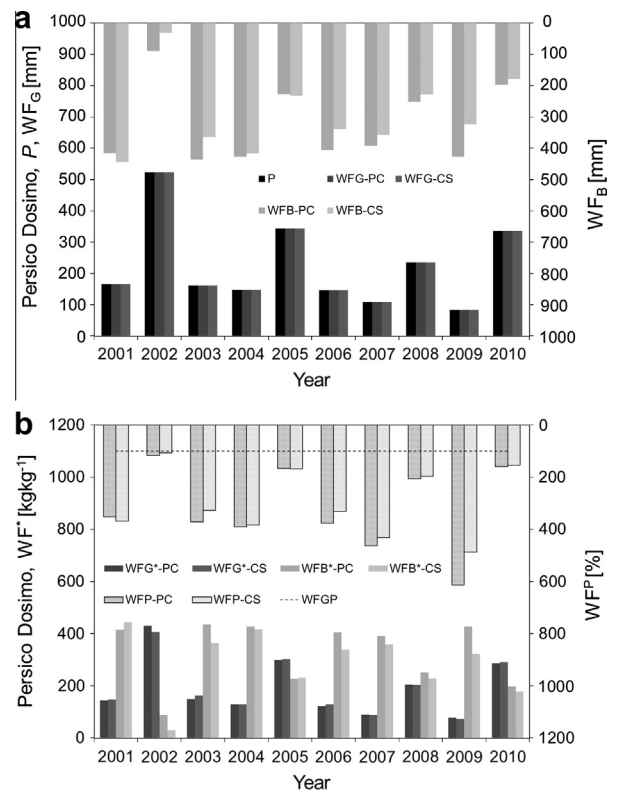 a
Persico Dosimo, P, WFG [mm]
1000
900
800
700
600
500
400
300
200
100
0
0
100
200
300
400
500
600
700
800
900
1000
WFB [mm]
P WFG-PC WFG-CS
WFB-PC WFB-CS
2001 2002 2003 2004 2005 2006 2007 2008 2009 2010
Year
b
Persico Dosimo, WF* [kgkg-1]
1200
1000
800
600
400
200
0
0
200
400
600
800
1000
1200
WFP [%]
WFG*-PC WFG*-CS WFB*-PC WFB*-CS
WFP-PC WFP-CS WFGP
2001 2002 2003 2004 2005 2006 2007 2008 2009 2010
Year